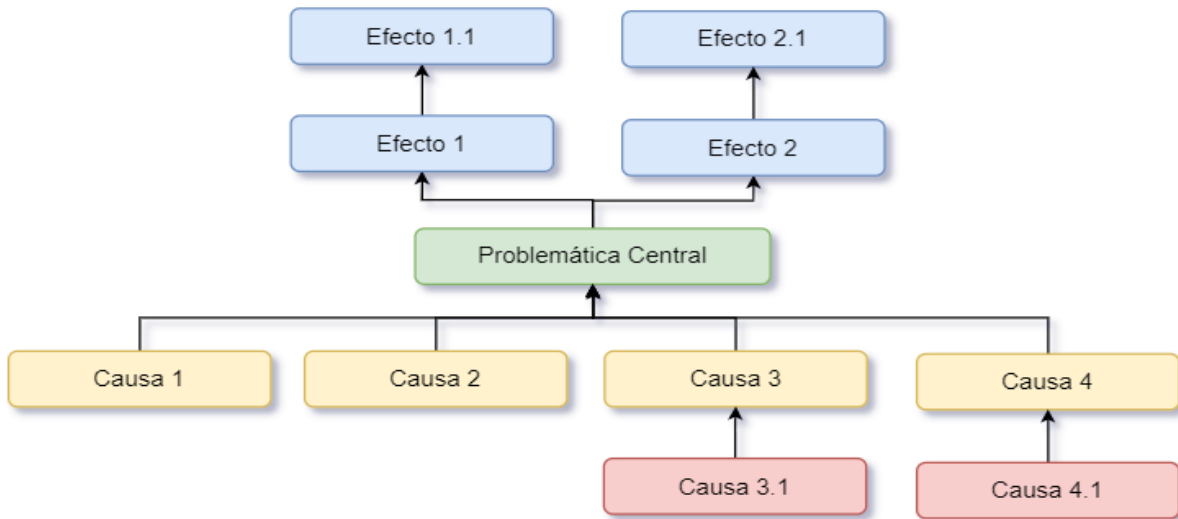 Efecto 1.1
Efecto 2.1
Efecto 1
Efecto 2
Problemática Central
Causa 1
Causa 2
Causa 3
Causa 4
Causa 3.1
Causa 4.1